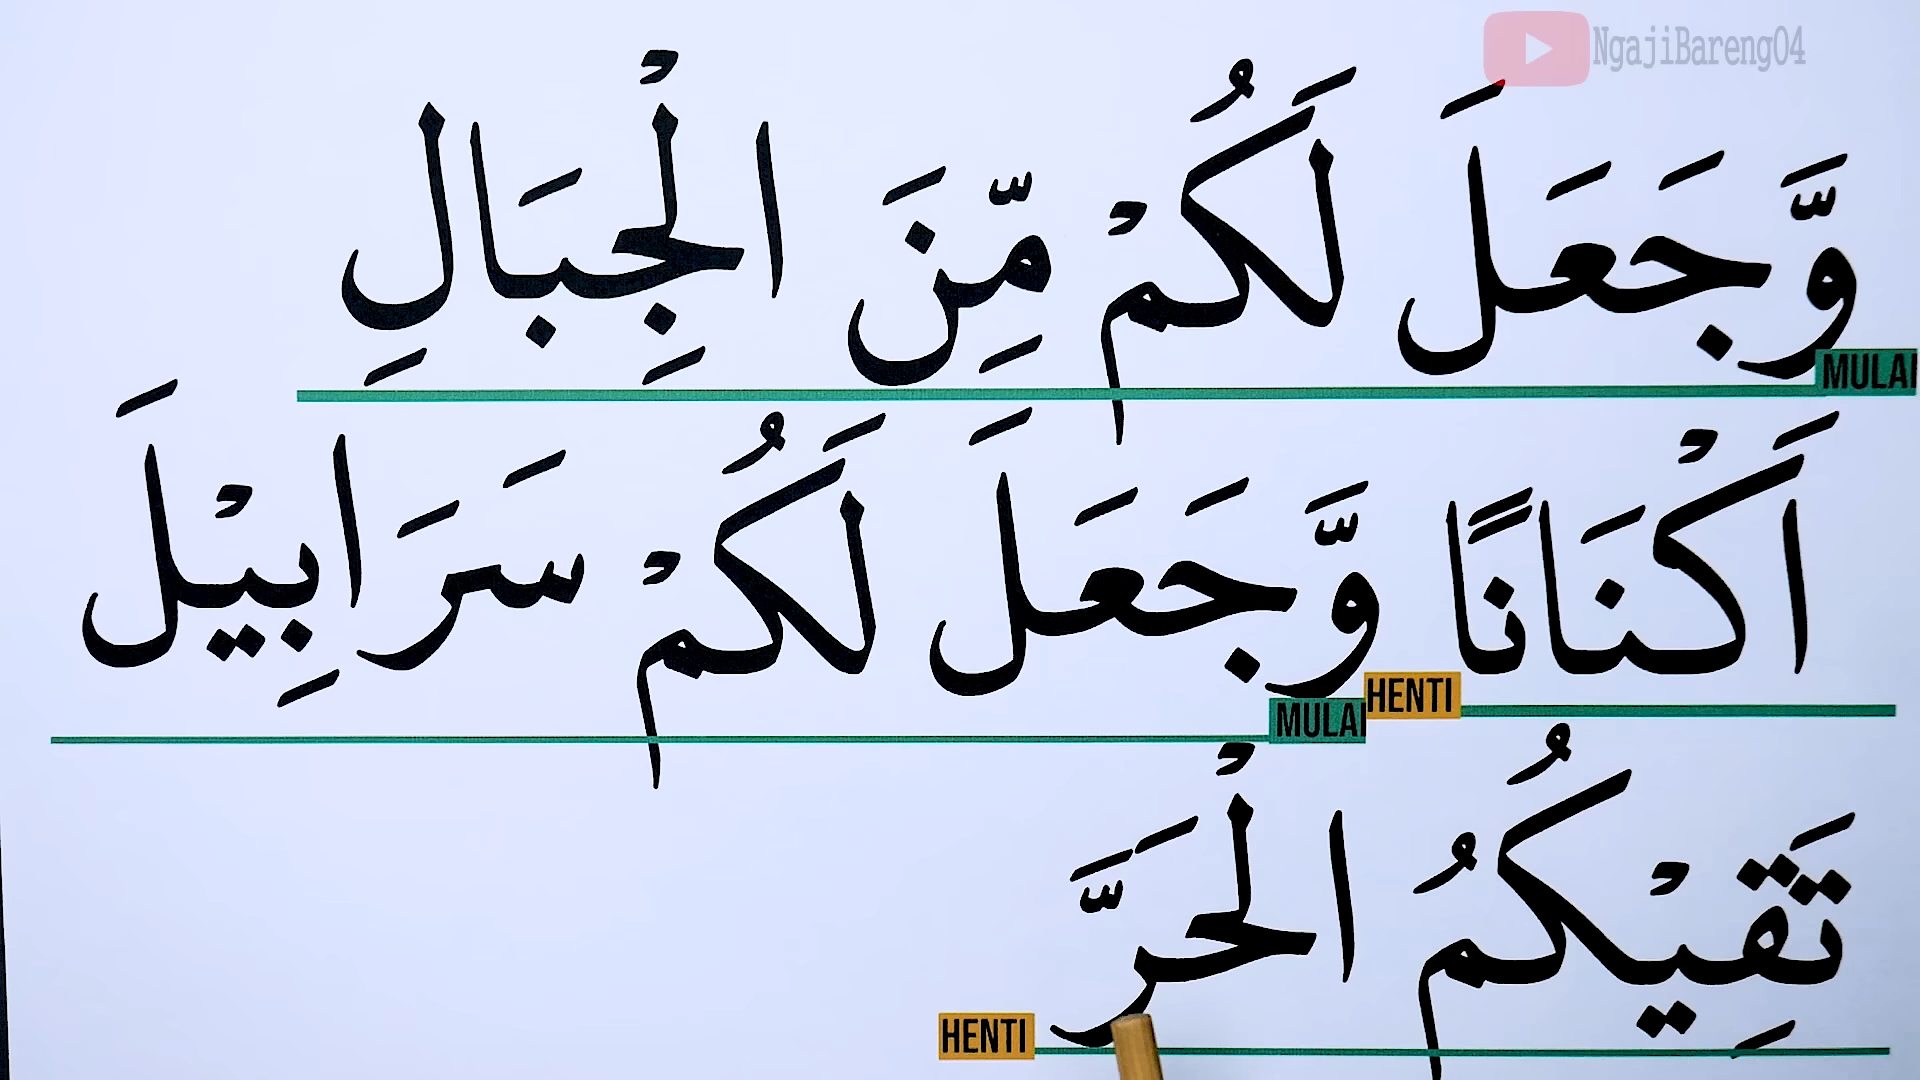 NgajiBareng04
وَّجَعَلَ لَكُمْ مِّنَ الْجِبَالِ
MULAI
اَكْنَانًا وَّجَعَلَ لَكُمْ سَرَابِيْلَ
HENTI
MULAI
تَقِيْكُمُ الْحَرَّ
HENTI